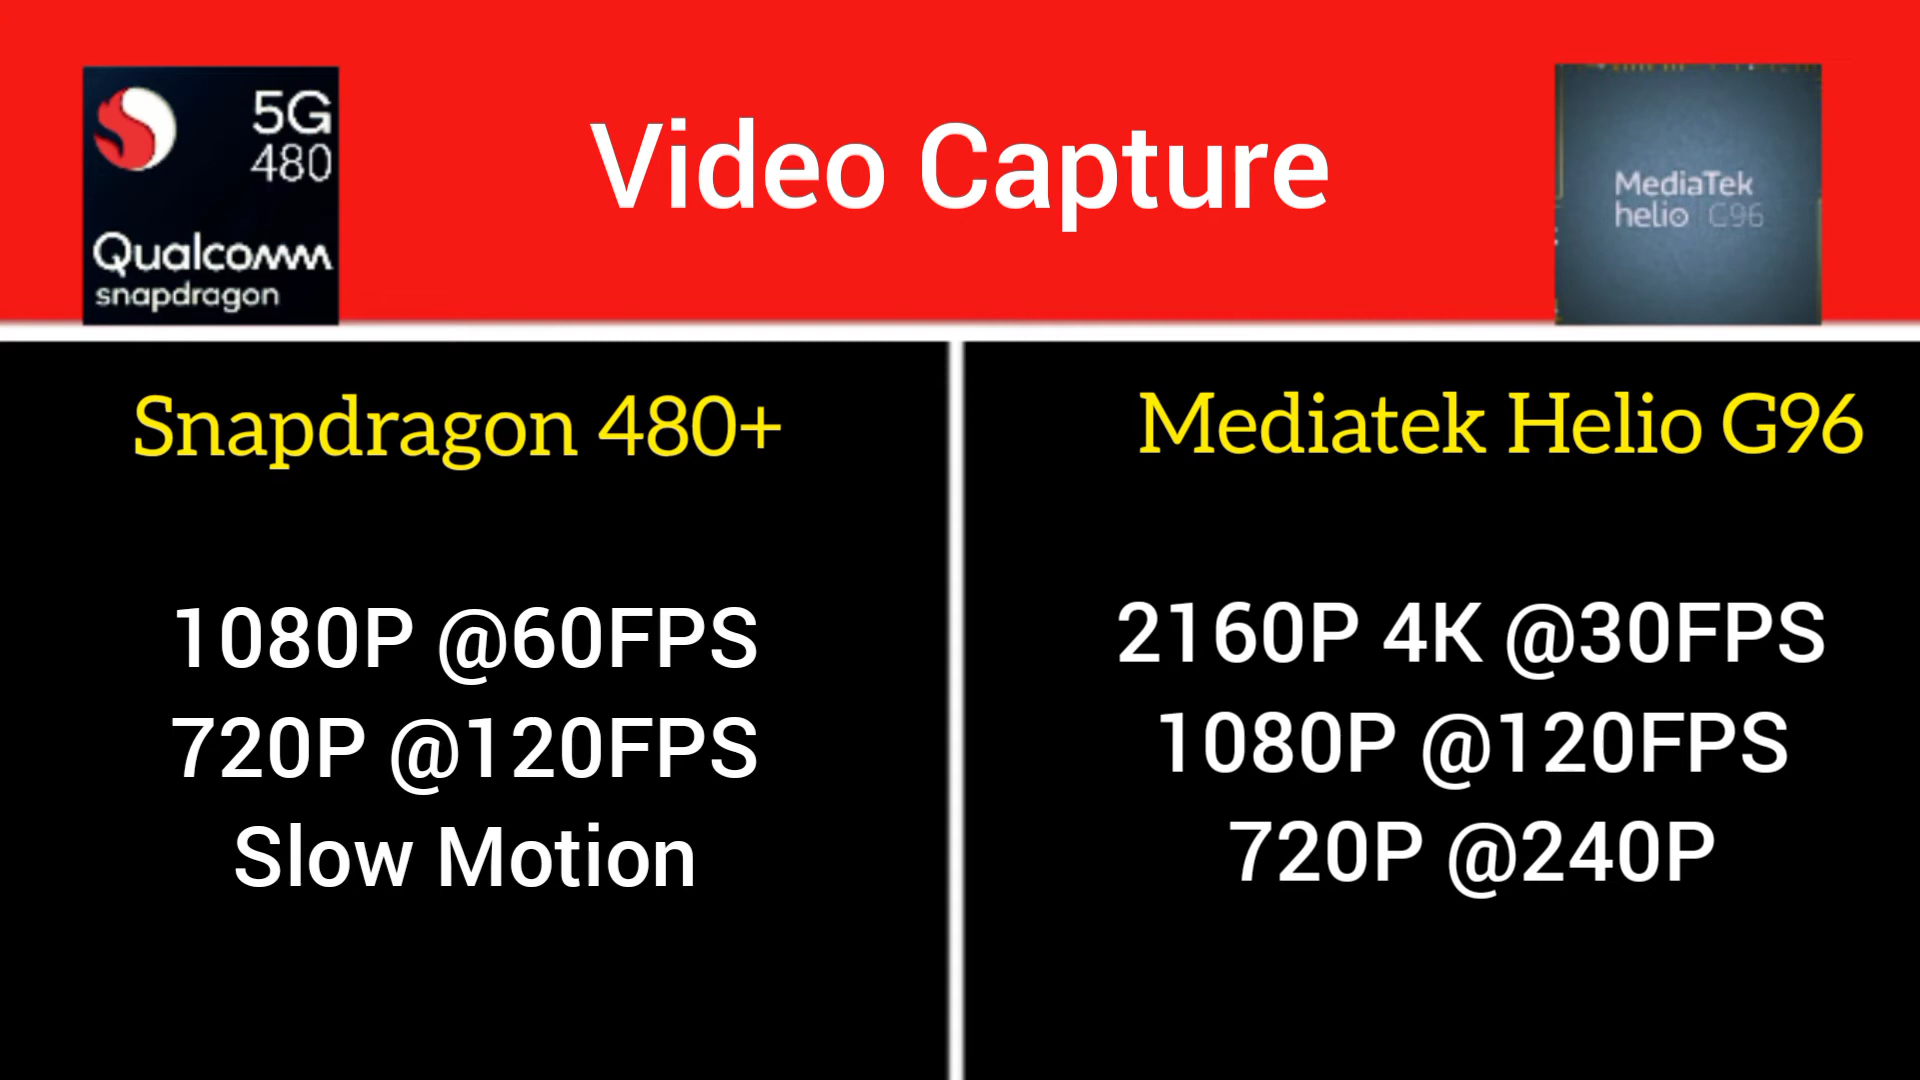 5G
480
Qualcomm
snapdragon
Video Capture
MediaTek
helio G96
Snapdragon 480+
1080P @60FPS
720P @120FPS
Slow Motion
Mediatek Helio G96
2160P 4K @30FPS
1080P @120FPS
720P @240P